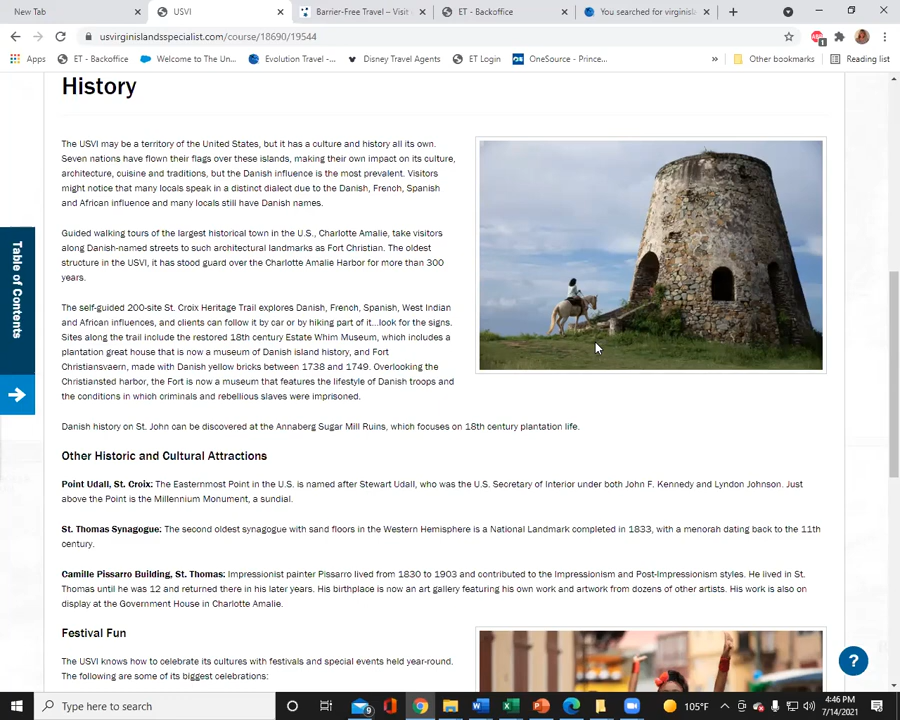 New Tab
USVI
Barrier-Free Travel – Visit
ET - Backoffice
You searched for virginisl
usvirginislandsspecialist.com/course/18690/19544
1
Apps
ET - Backoffice
Welcome to The Un...
Evolution Travel -...
Disney Travel Agents
ET Login
OneSource - Prince...
»
Other bookmarks
Reading list
History
The USVI may be a territory of the United States, but it has a culture and history all its own.
Seven nations have flown their flags over these islands, making their own impact on its culture,
architecture, cuisine and traditions, but the Danish influence is the most prevalent. Visitors
might notice that many locals speak in a distinct dialect due to the Danish, French, Spanish
and African influence and many locals still have Danish names.
Guided walking tours of the largest historical town in the U.S., Charlotte Amalie, take visitors
along Danish-named streets to such architectural landmarks as Fort Christian. The oldest
structure in the USVI, it has stood guard over the Charlotte Amalie Harbor for more than 300
years.
The self-guided 200-site St. Croix Heritage Trail explores Danish, French, Spanish, West Indian
and African influences, and clients can follow it by car or by hiking part of it...look for the signs.
Sites along the trail include the restored 18th century Estate Whim Museum, which includes a
plantation great house that is now a museum of Danish island history, and Fort
Christiansvaern, made with Danish yellow bricks between 1738 and 1749. Overlooking the
Christiansted harbor, the Fort is now a museum that features the lifestyle of Danish troops and
the conditions in which criminals and rebellious slaves were imprisoned.
Danish history on St. John can be discovered at the Annaberg Sugar Mill Ruins, which focuses on 18th century plantation life.
Other Historic and Cultural Attractions
Point Udall, St. Croix: The Easternmost Point in the U.S. is named after Stewart Udall, who was the U.S. Secretary of Interior under both John F. Kennedy and Lyndon Johnson. Just
above the Point is the Millennium Monument, a sundial.
St. Thomas Synagogue: The second oldest synagogue with sand floors in the Western Hemisphere is a National Landmark completed in 1833, with a menorah dating back to the 11th
century.
Camille Pissarro Building, St. Thomas: Impressionist painter Pissarro lived from 1830 to 1903 and contributed to the Impressionism and Post-Impressionism styles. He lived in St.
Thomas until he was 12 and returned there in his later years. His birthplace is now an art gallery featuring his own work and artwork from dozens of other artists. His work is also on
display at the Government House in Charlotte Amalie.
Festival Fun
The USVI knows how to celebrate its cultures with festivals and special events held year-round.
The following are some of its biggest celebrations:
Table of Contents
?
Type here to search
9
105°F
4:46 PM
7/14/2021